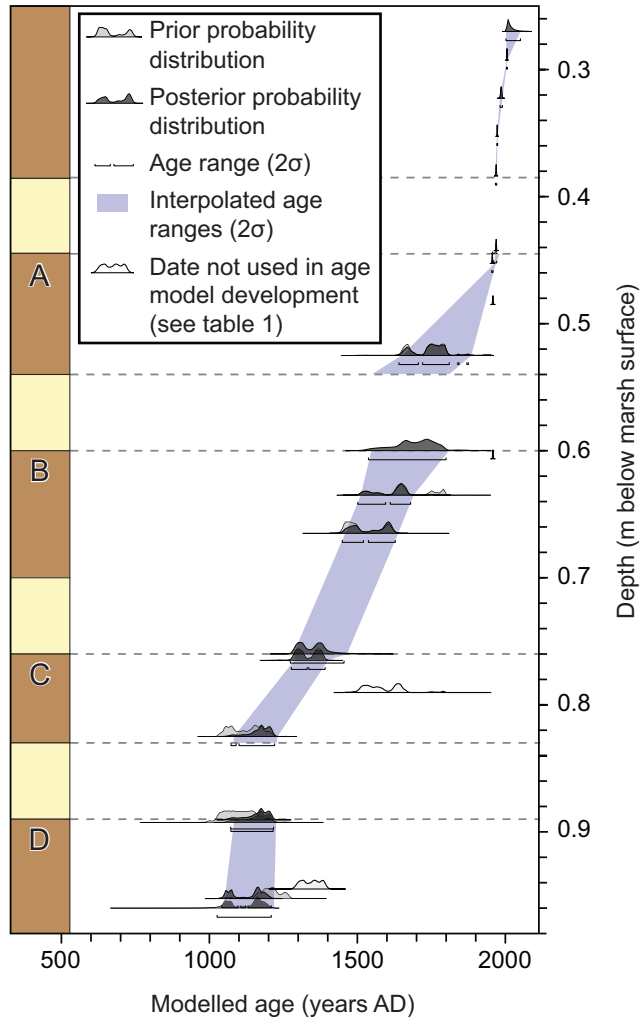 Prior probability
distribution
Posterior probability
distribution
Age range (2σ)
Interpolated age
ranges (2σ)
Date not used in age
model development
(see table 1)
A
B
C
D
0.3
0.4
0.5
0.6
0.7
0.8
0.9
Depth (m below marsh surface)
500
1000
1500
2000
Modelled age (years AD)